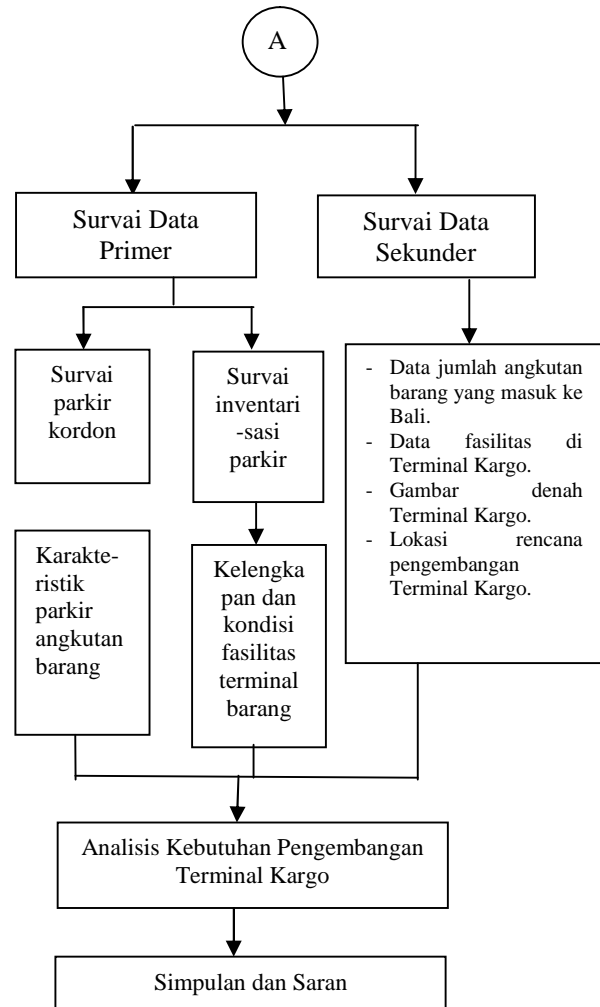 A
Survai Data
Primer
Survai Data
Sekunder
Survai
parkir
kordon
Survai
inventari
-sasi
parkir
- Data jumlah angkutan
barang yang masuk ke
Bali.
- Data fasilitas di
Terminal Kargo.
- Gambar denah
Terminal Kargo.
- Lokasi rencana
pengembangan
Terminal Kargo.
Karakte-
ristik
parkir
angkutan
barang
Kelengka
pan dan
kondisi
fasilitas
terminal
barang
Analisis Kebutuhan Pengembangan
Terminal Kargo
Simpulan dan Saran